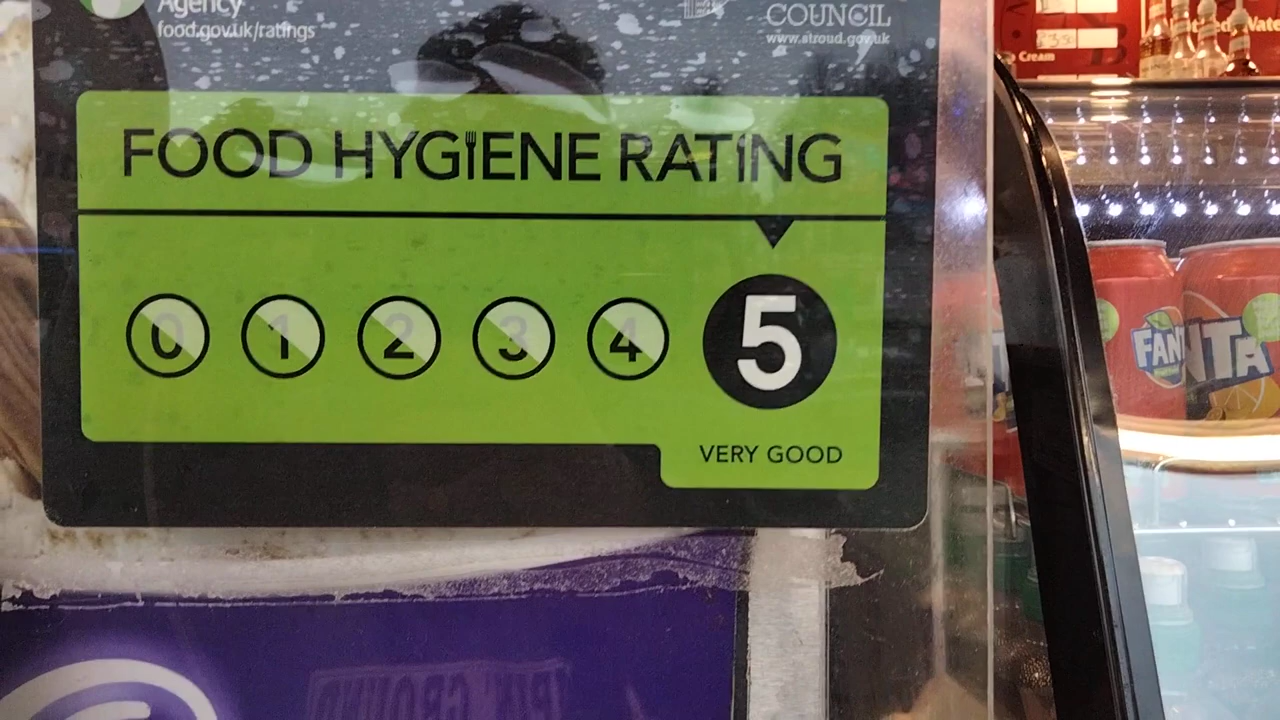 Agency
food.gov.uk/ratings
COUNCIL
www.stroud.gov.uk
FOOD HYGIENE RATING
0 1 2 3 4 5
VERY GOOD
Cream
FANTA